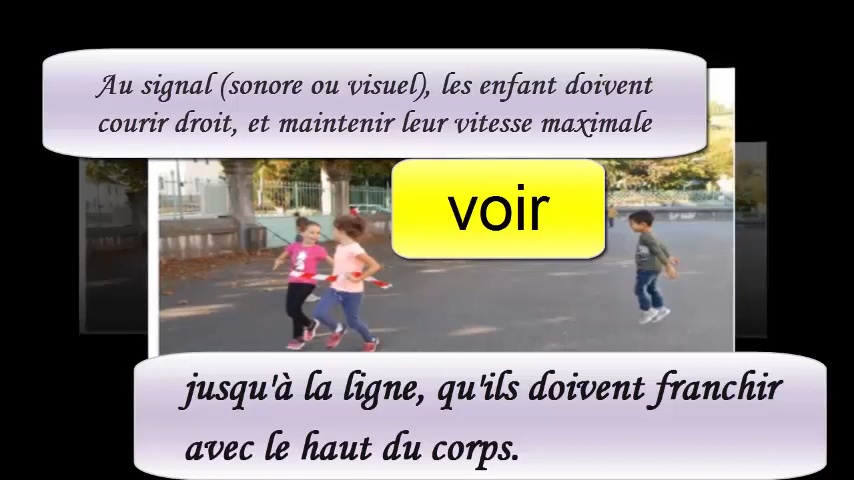 Au signal (sonore ou visuel), les enfant doivent
courir droit, et maintenir leur vitesse maximale
voir
jusqu'à la ligne, qu'ils doivent franchir
avec le haut du corps.